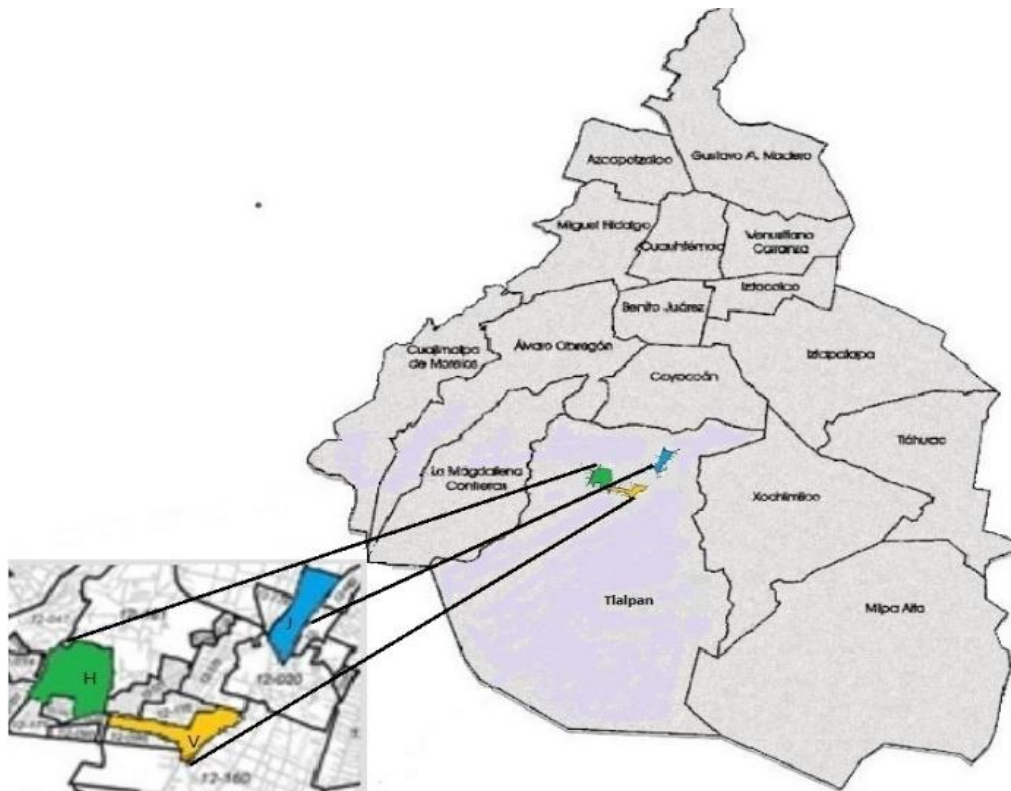 Gustavo A. Madero
Azcapotzalco
Miguel Hidalgo
Cuauhtémoc
Venustiano
Carranza
Iztacalco
Benito Juárez
Cuajimalpa
de Morelos
Álvaro Obregón
Iztapalapa
Coyoacán
Tláhuac
La Magdalena
Contreras
Xochimilco
Tlalpan
Milpa Alta
J
H
12-020
V
12-160